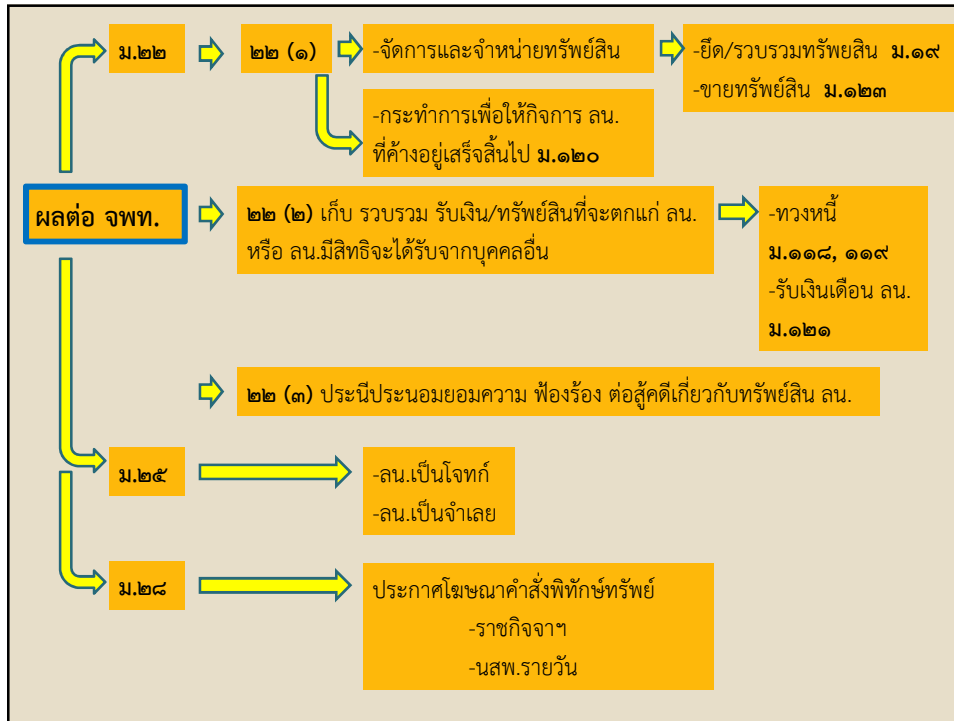 ม.๒๒
๒๒ (๑)
-จัดการและจำหน่ายทรัพย์สิน
-ยึด/รวบรวมทรัพยสิน ม.๑๙
-ขายทรัพย์สิน ม.๑๒๓
-กระทำการเพื่อให้กิจการ ลน.
ที่ค้างอยู่เสร็จสิ้นไป ม.๑๒๐
ผลต่อ จพท.
๒๒ (๒) เก็บ รวบรวม รับเงิน/ทรัพย์สินที่จะตกแก่ ลน.
หรือ ลน.มีสิทธิจะได้รับจากบุคคลอื่น
-ทวงหนี้
ม.๑๑๘, ๑๑๙
-รับเงินเดือน ลน.
ม.๑๒๑
๒๒ (๓) ประนีประนอมยอมความ ฟ้องร้อง ต่อสู้คดีเกี่ยวกับทรัพย์สิน ลน.
ม.๒๕
-ลน.เป็นโจทก์
-ลน.เป็นจำเลย
ม.๒๘
ประกาศโฆษณาคำสั่งพิทักษ์ทรัพย์
-ราชกิจจาฯ
-นสพ.รายวัน